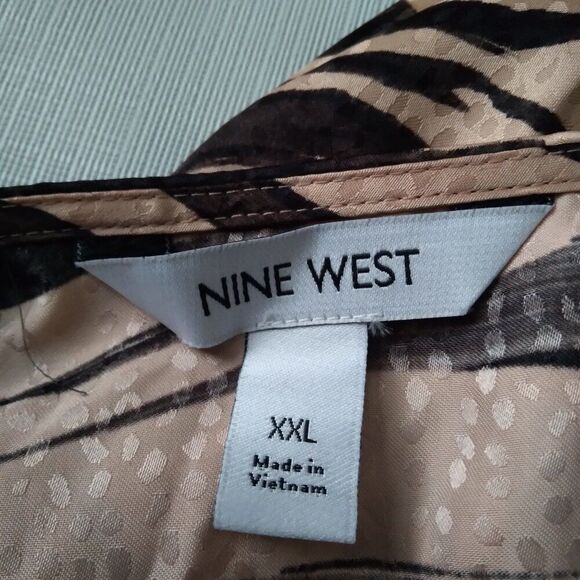 NINE WEST
XXL
Made in
Vietnam